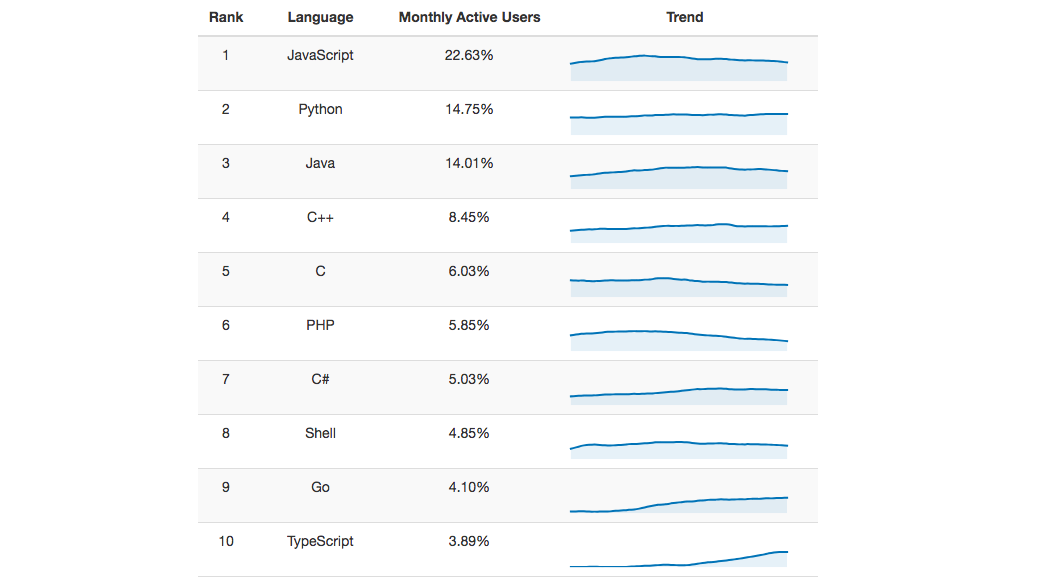 Rank Language Monthly Active Users Trend
1 JavaScript 22.63%
2 Python 14.75%
3 Java 14.01%
4 C++ 8.45%
5 C 6.03%
6 PHP 5.85%
7 C# 5.03%
8 Shell 4.85%
9 Go 4.10%
10 TypeScript 3.89%